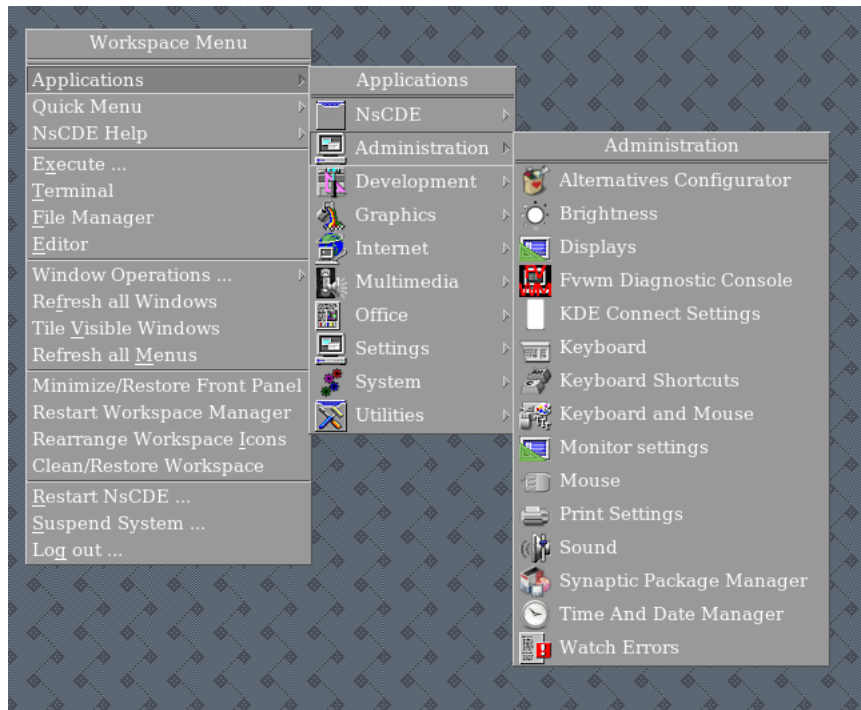 Workspace Menu
Applications
Quick Menu
NsCDE Help
Execute ...
Terminal
File Manager
Editor
Window Operations ...
Refresh all Windows
Tile Visible Windows
Refresh all Menus
Minimize/Restore Front Panel
Restart Workspace Manager
Rearrange Workspace Icons
Clean/Restore Workspace
Restart NsCDE ...
Suspend System ...
Log out ...
Applications
NsCDE
Administration
Development
Graphics
Internet
Multimedia
Office
Settings
System
Utilities
Administration
Alternatives Configurator
Brightness
Displays
Fvwm Diagnostic Console
KDE Connect Settings
Keyboard
Keyboard Shortcuts
Keyboard and Mouse
Monitor settings
Mouse
Print Settings
Sound
Synaptic Package Manager
Time And Date Manager
Watch Errors